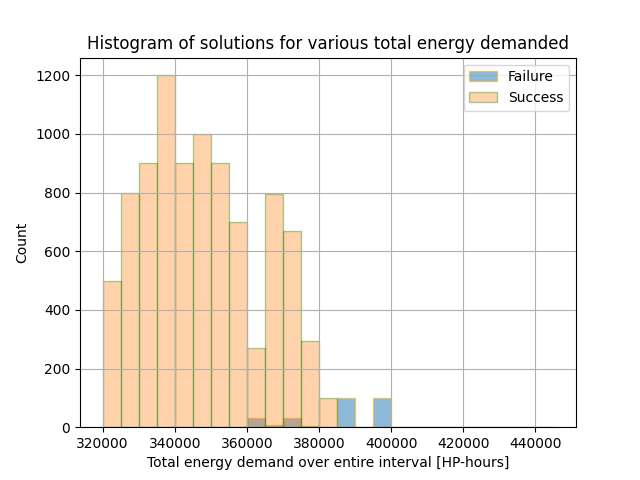 Histogram of solutions for various total energy demanded
Failure
Success
1200
1000
800
600
400
200
0
Count
320000 340000 360000 380000 400000 420000 440000
Total energy demand over entire interval [HP-hours]